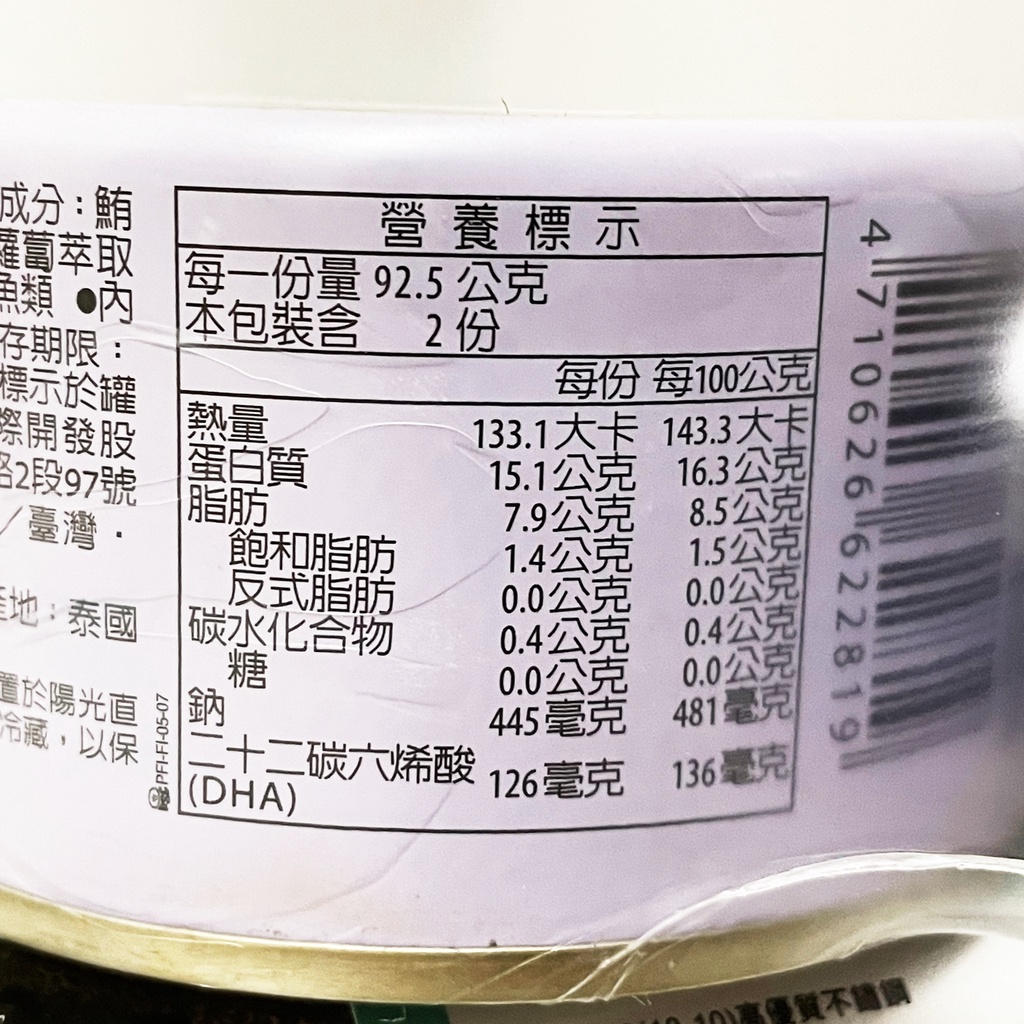 成分：鮪
蘿蔔萃取
魚類 ●內
存期限：
標示於罐
際開發股
路2段97號
／臺灣．
產地：泰國
置於陽光直
冷藏，以保
PFI-FI-05-07
營養標示
每一份量 92.5 公克
本包裝含 2 份
每份 每100公克
熱量 133.1大卡 143.3大卡
蛋白質 15.1公克 16.3公克
脂肪 7.9公克 8.5公克
飽和脂肪 1.4公克 1.5公克
反式脂肪 0.0公克 0.0公克
碳水化合物 0.4公克 0.4公克
糖 0.0公克 0.0公克
鈉 445毫克 481毫克
二十二碳六烯酸 126毫克 136毫克
(DHA)
4 710626 622819
高優質不鏽鋼